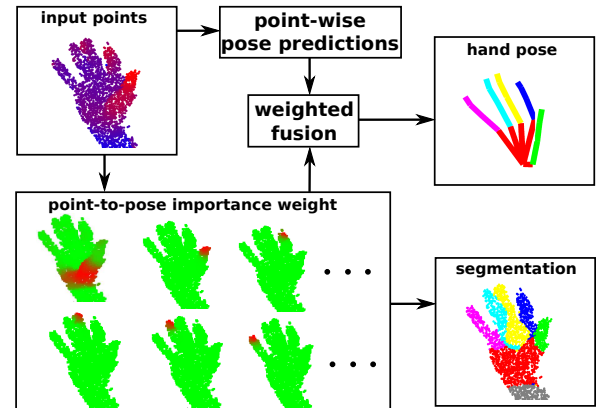 input points
point-wise
pose predictions
hand pose
weighted
fusion
point-to-pose importance weight
segmentation